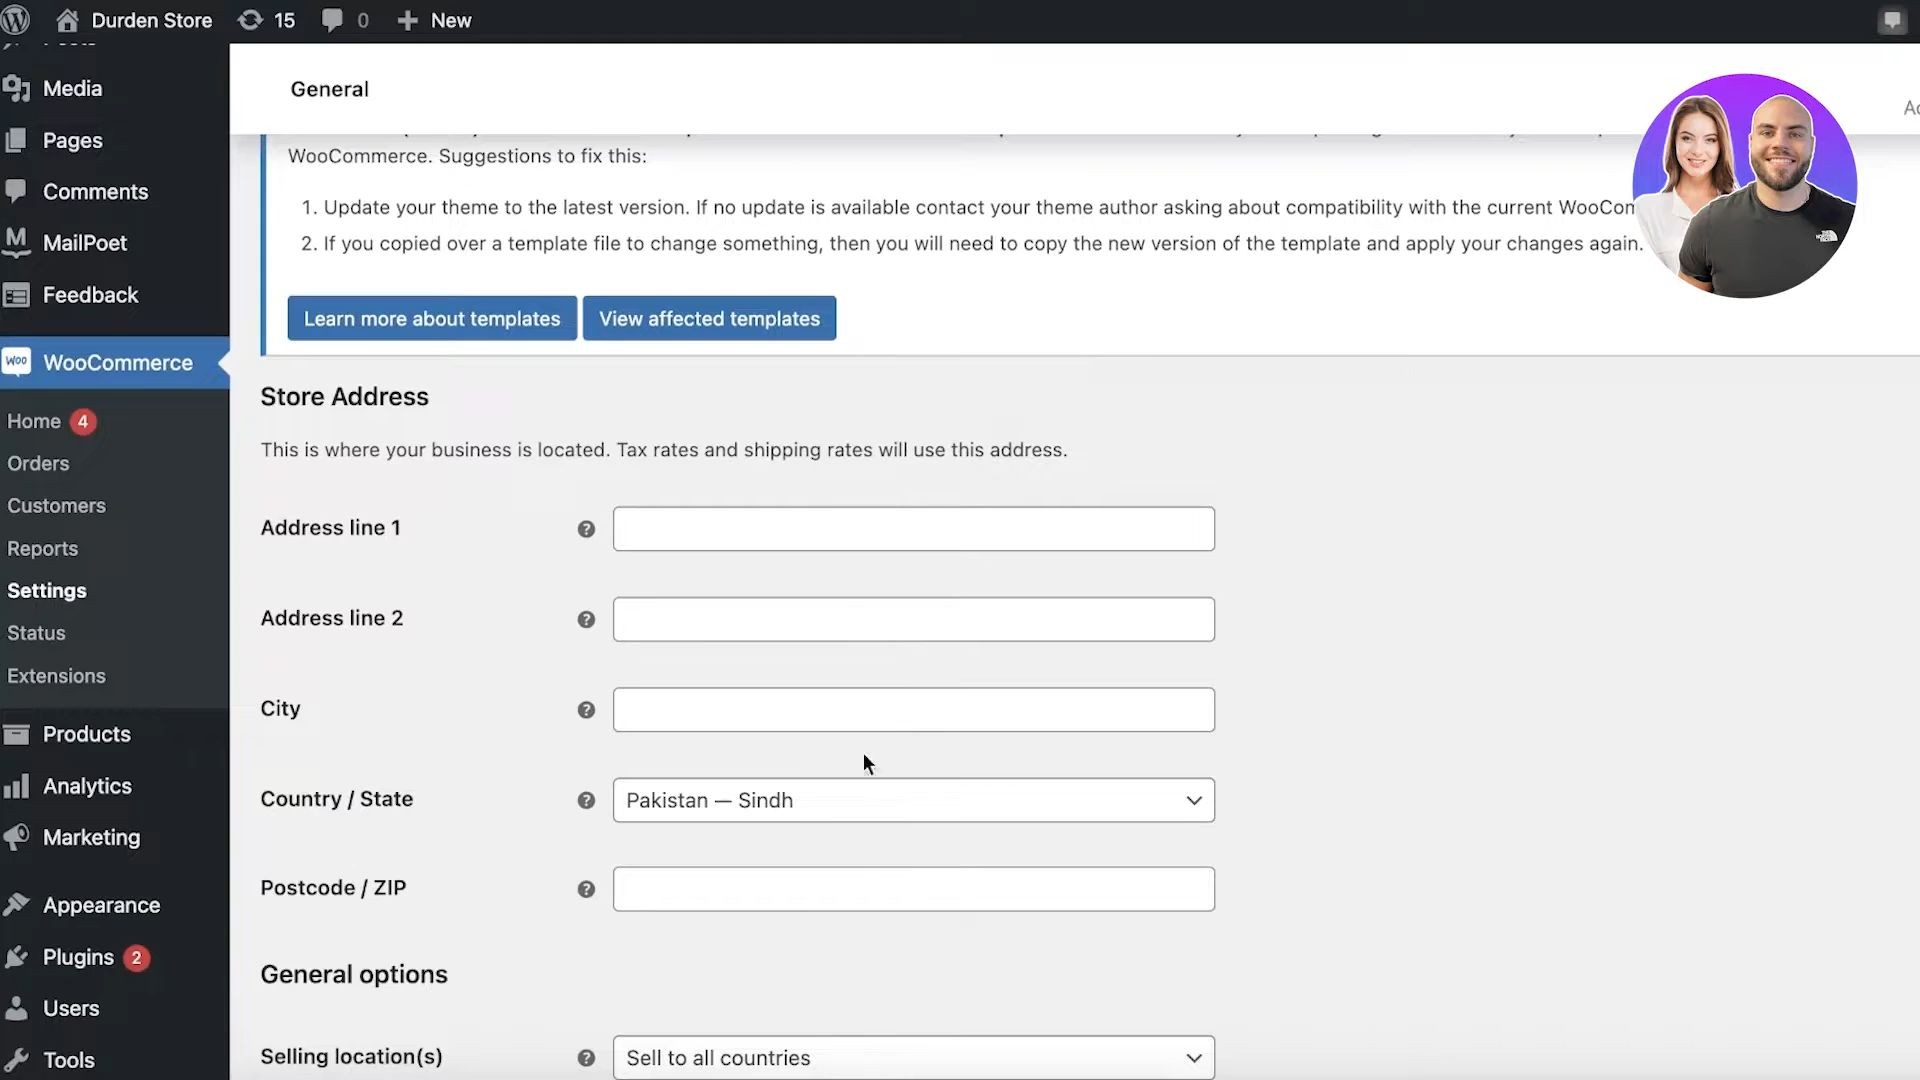 Durden Store 15 0 New
Media
Pages
Comments
MailPoet
Feedback
WooCommerce
Home 4
Orders
Customers
Reports
Settings
Status
Extensions
Products
Analytics
Marketing
Appearance
Plugins 2
Users
Tools
General
WooCommerce. Suggestions to fix this:
1. Update your theme to the latest version. If no update is available contact your theme author asking about compatibility with the current WooCom
2. If you copied over a template file to change something, then you will need to copy the new version of the template and apply your changes again.
Learn more about templates View affected templates
Store Address
This is where your business is located. Tax rates and shipping rates will use this address.
Address line 1
Address line 2
City
Country / State Pakistan — Sindh
Postcode / ZIP
General options
Selling location(s) Sell to all countries